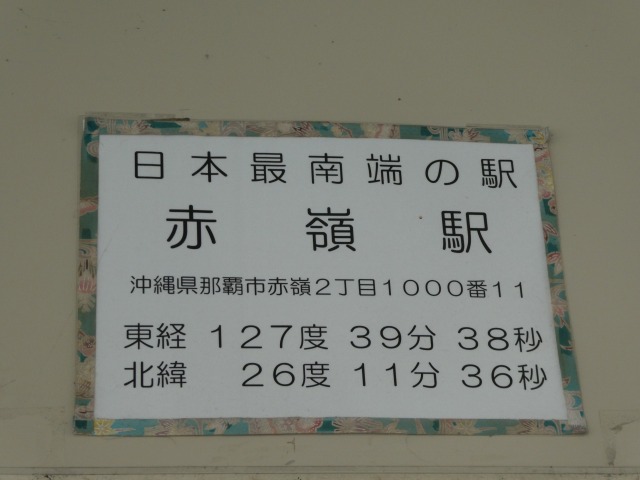 日本最南端の駅
赤嶺駅
沖縄県那覇市赤嶺２丁目１０００番１１
東経 １２７度 ３９分 ３８秒
北緯 ２６度 １１分 ３６秒